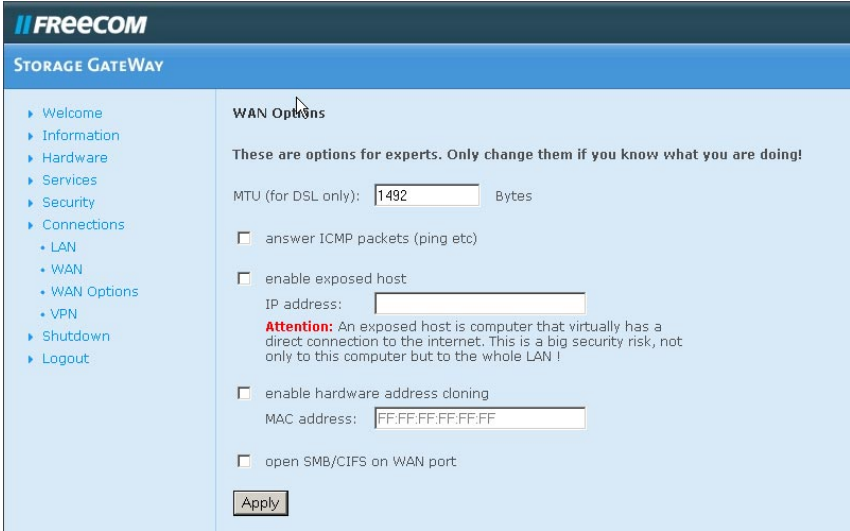 FREECOM
STORAGE GATEWAY
Welcome
Information
Hardware
Services
Security
Connections
LAN
WAN
WAN Options
VPN
Shutdown
Logout
WAN Options
These are options for experts. Only change them if you know what you are doing!
MTU (for DSL only): 1492 Bytes
answer ICMP packets (ping etc)
enable exposed host
IP address:
Attention: An exposed host is computer that virtually has a
direct connection to the internet. This is a big security risk, not
only to this computer but to the whole LAN !
enable hardware address cloning
MAC address: FF:FF:FF:FF:FF:FF
open SMB/CIFS on WAN port
Apply